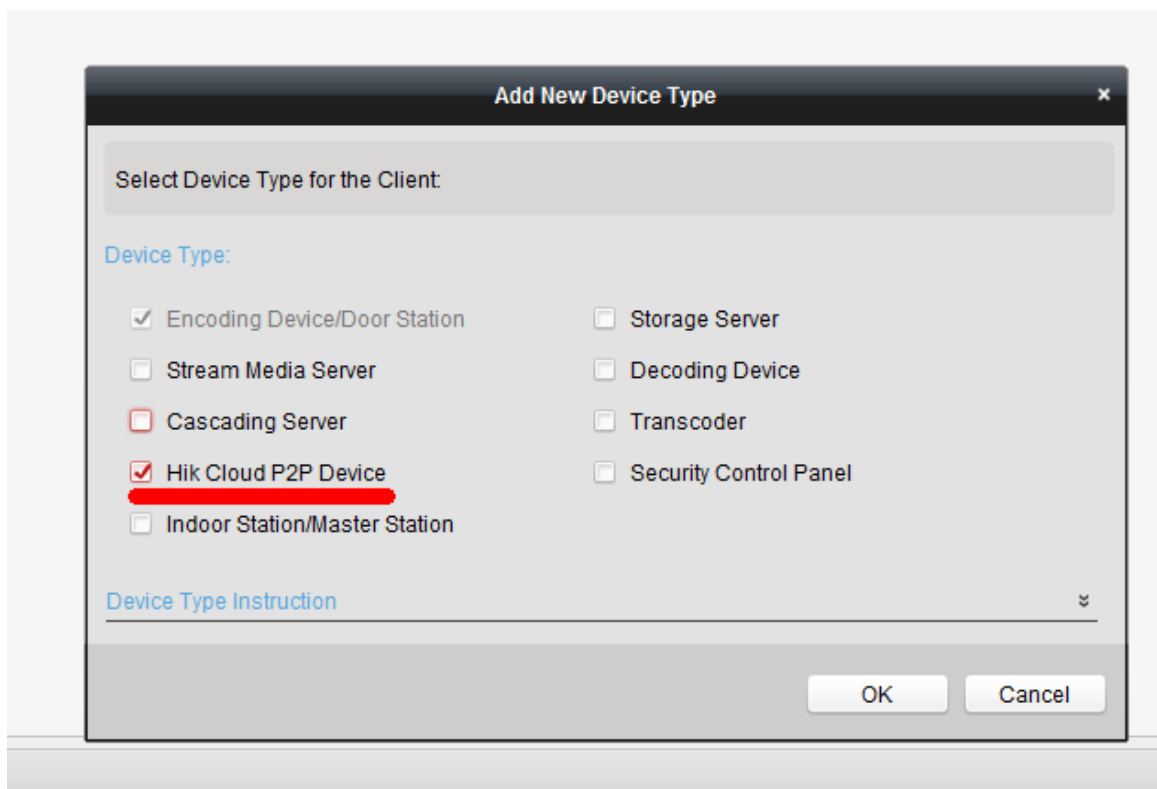 Add New Device Type
Select Device Type for the Client:
Device Type:
Encoding Device/Door Station
Storage Server
Stream Media Server
Decoding Device
Cascading Server
Transcoder
Hik Cloud P2P Device
Security Control Panel
Indoor Station/Master Station
Device Type Instruction
OK
Cancel